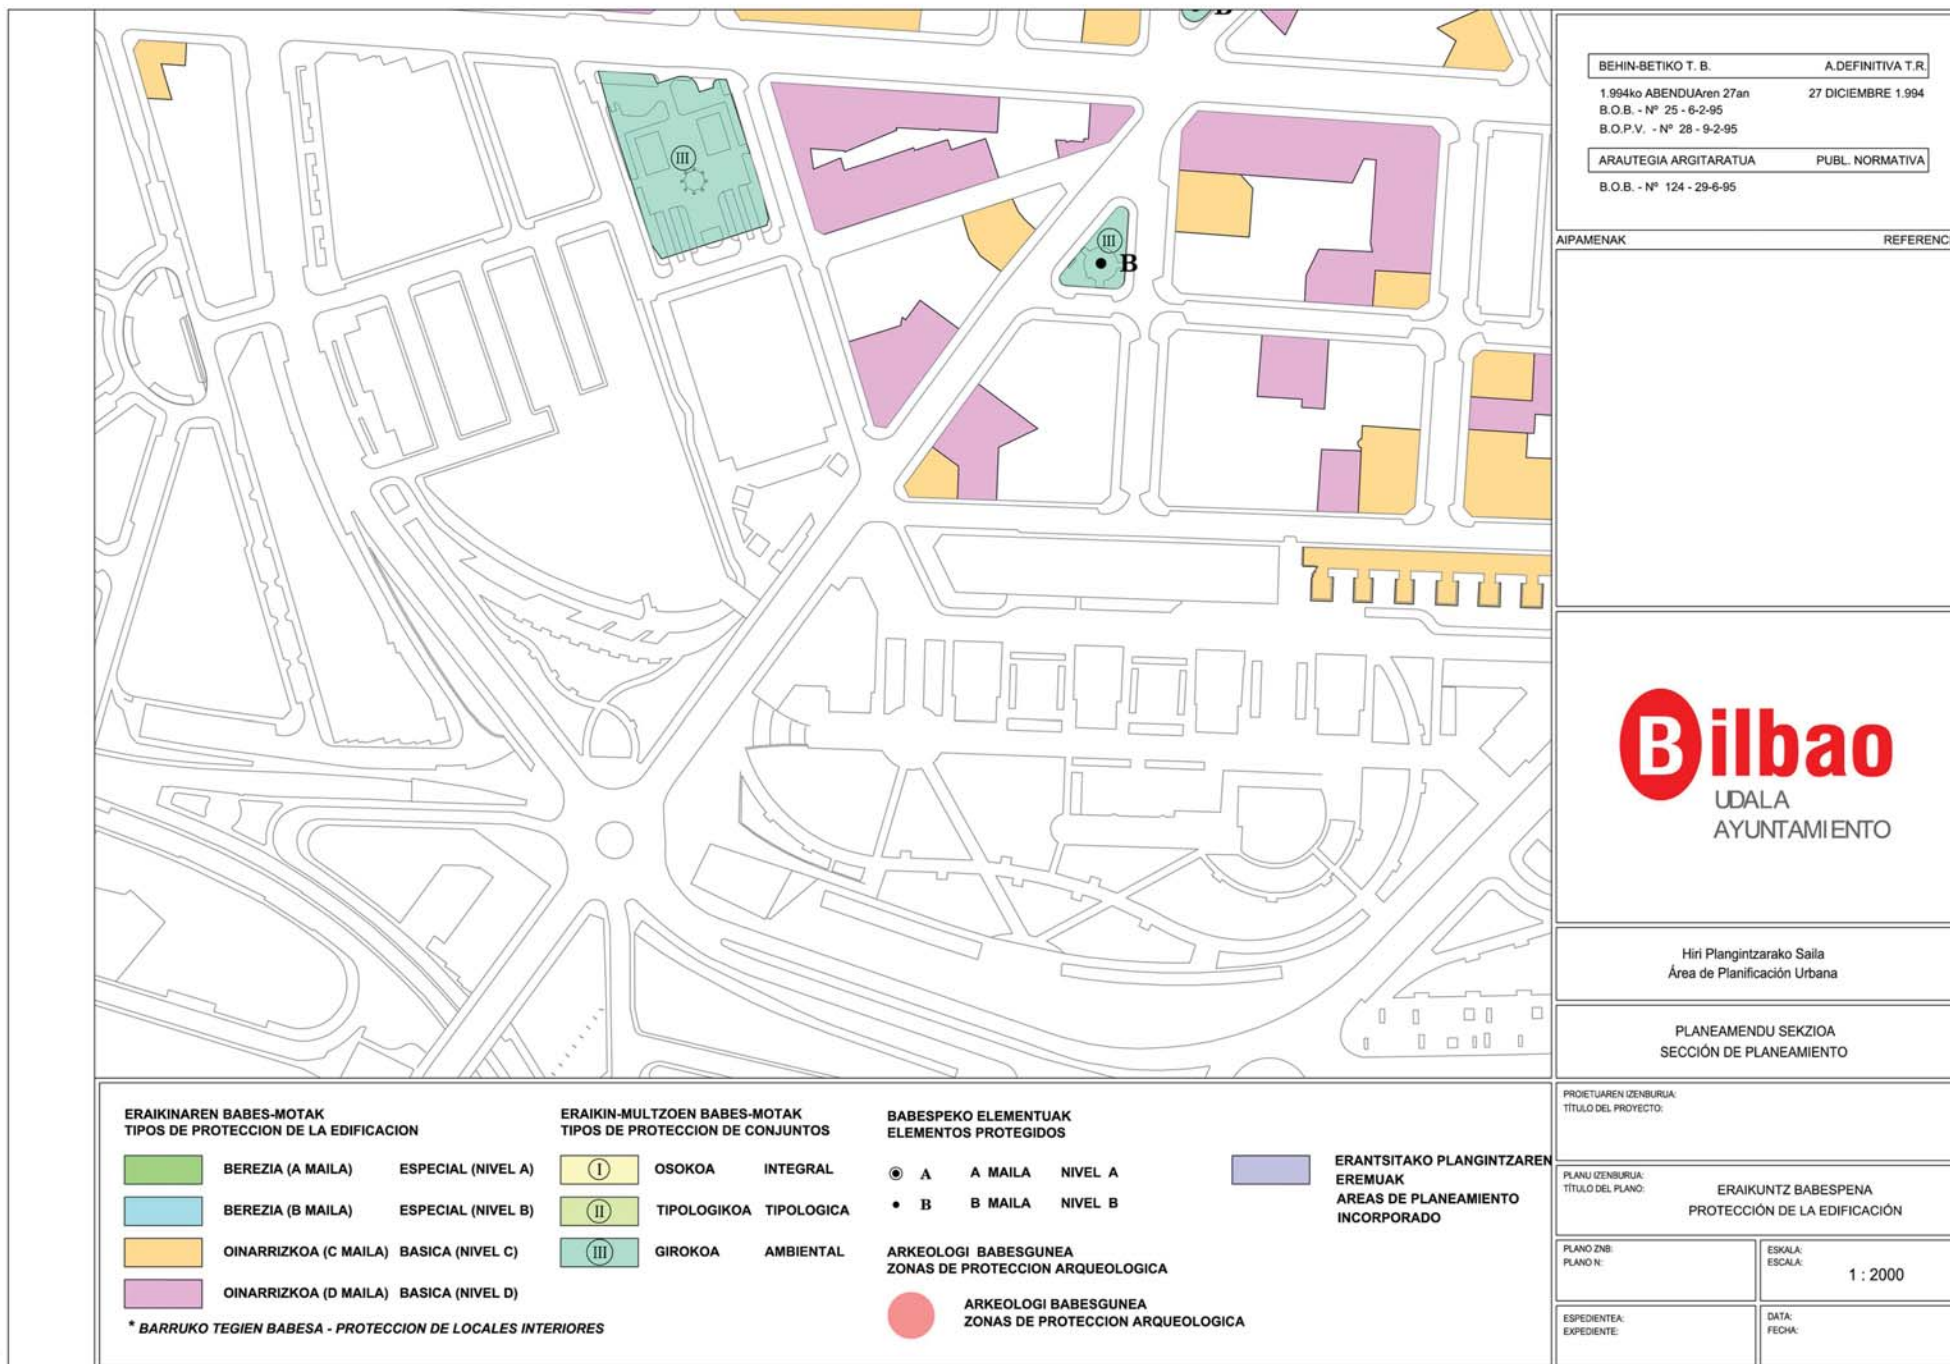 B
III
III
B
BEHIN-BETIKO T. B. A.DEFINITIVA T.R.
1.994ko ABENDUAren 27an 27 DICIEMBRE 1.994
B.O.B. - Nº 25 - 6-2-95
B.O.P.V. - Nº 28 - 9-2-95
ARAUTEGIA ARGITARATUA PUBL. NORMATIVA
B.O.B. - Nº 124 - 29-6-95
AIPAMENAK REFERENC
Bilbao
UDALA
AYUNTAMIENTO
Hiri Plangintzarako Saila
Área de Planificación Urbana
PLANEAMENDU SEKZIOA
SECCIÓN DE PLANEAMIENTO
PROIETUAREN IZENBURUA:
TÍTULO DEL PROYECTO:
PLANU IZENBURUA:
TÍTULO DEL PLANO:
ERAIKUNTZ BABESPENA
PROTECCIÓN DE LA EDIFICACIÓN
PLANO ZNB:
PLANO N:
ESKALA:
ESCALA:
1 : 2000
ESPEDIENTEA:
EXPEDIENTE:
DATA:
FECHA:
ERAIKINAREN BABES-MOTAK
TIPOS DE PROTECCION DE LA EDIFICACION
BEREZIA (A MAILA) ESPECIAL (NIVEL A)
BEREZIA (B MAILA) ESPECIAL (NIVEL B)
OINARRIZKOA (C MAILA) BASICA (NIVEL C)
OINARRIZKOA (D MAILA) BASICA (NIVEL D)
* BARRUKO TEGIEN BABESA - PROTECCION DE LOCALES INTERIORES
ERAIKIN-MULTZOEN BABES-MOTAK
TIPOS DE PROTECCION DE CONJUNTOS
I OSOKOA INTEGRAL
II TIPOLOGIKOA TIPOLOGICA
III GIROKOA AMBIENTAL
BABESPEKO ELEMENTUAK
ELEMENTOS PROTEGIDOS
A A MAILA NIVEL A
B B MAILA NIVEL B
ARKEOLOGI BABESGUNEA
ZONAS DE PROTECCION ARQUEOLOGICA
ARKEOLOGI BABESGUNEA
ZONAS DE PROTECCION ARQUEOLOGICA
ERANTSITAKO PLANGINTZAREN
EREMUAK
AREAS DE PLANEAMIENTO
INCORPORADO